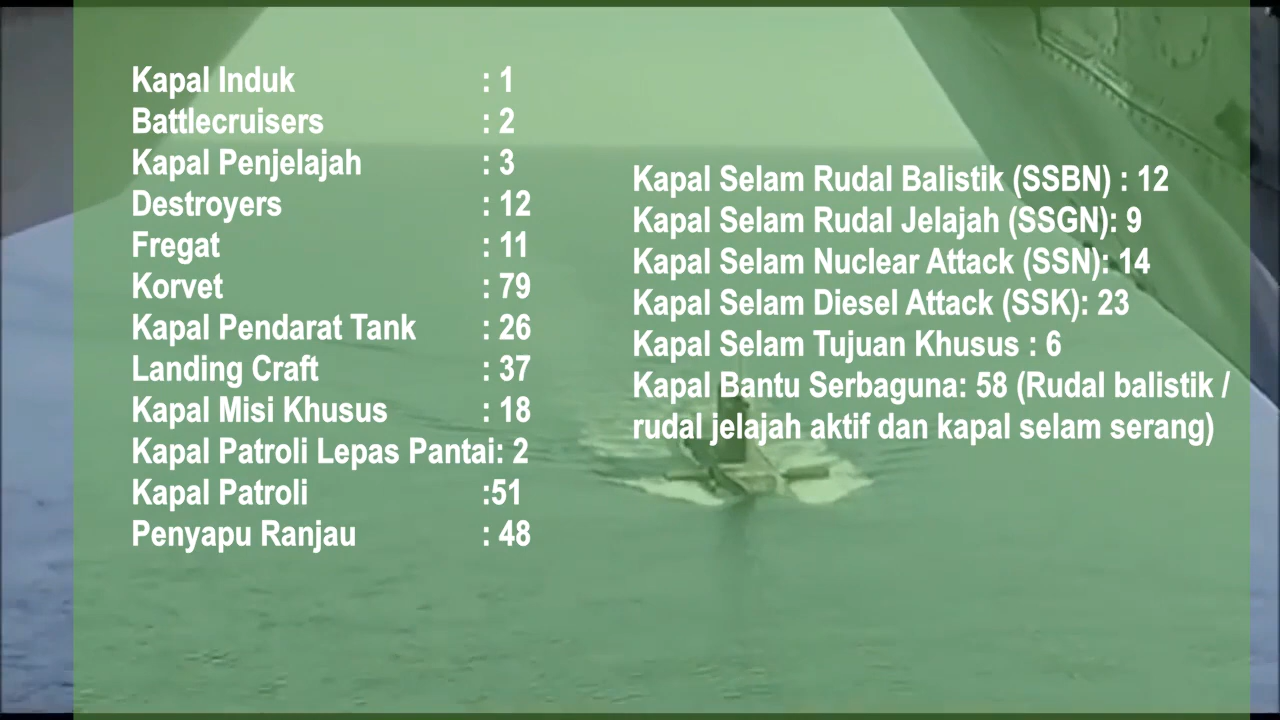 Kapal Induk : 1
Battlecruisers : 2
Kapal Penjelajah : 3
Destroyers : 12
Fregat : 11
Korvet : 79
Kapal Pendarat Tank : 26
Landing Craft : 37
Kapal Misi Khusus : 18
Kapal Patroli Lepas Pantai: 2
Kapal Patroli :51
Penyapu Ranjau : 48
Kapal Selam Rudal Balistik (SSBN) : 12
Kapal Selam Rudal Jelajah (SSGN): 9
Kapal Selam Nuclear Attack (SSN): 14
Kapal Selam Diesel Attack (SSK): 23
Kapal Selam Tujuan Khusus : 6
Kapal Bantu Serbaguna: 58 (Rudal balistik /
rudal jelajah aktif dan kapal selam serang)